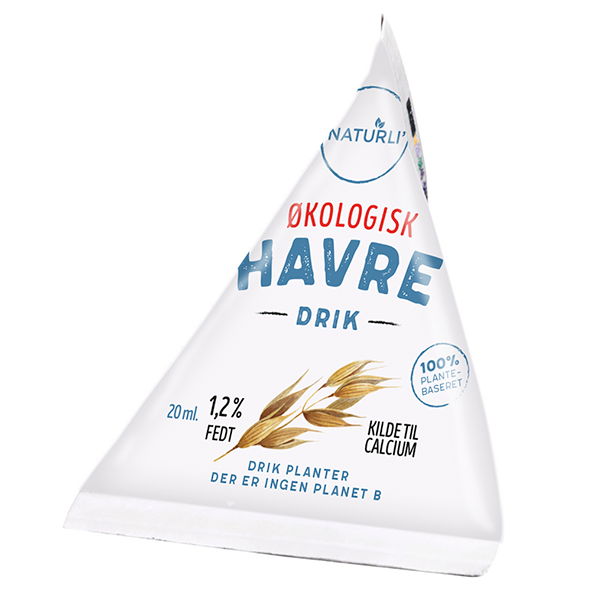 NATURLI'
ØKOLOGISK
HAVRE
DRIK
100%
PLANTE-
BASERET
20 ml.
1,2%
FEDT
KILDE TIL
CALCIUM
DRIK PLANTER
DER ER INGEN PLANET B